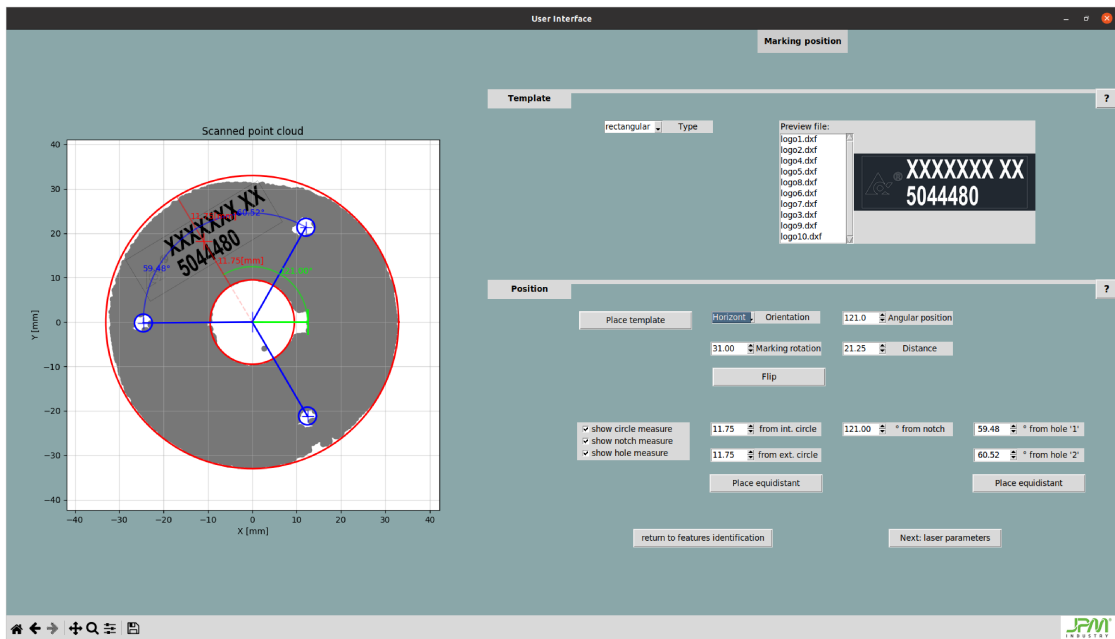 User Interface
Marking position
Template
?
rectangular Type
Preview file:
logo1.dxf
logo2.dxf
logo4.dxf
logo5.dxf
logo8.dxf
logo6.dxf
logo7.dxf
logo3.dxf
logo9.dxf
logo10.dxf
®
XXXXXXX XX
5044480
Scanned point cloud
40
30
20
10
0
−10
−20
−30
−40
Y [mm]
−40 −30 −20 −10 0 10 20 30 40
X [mm]
XXXXXXX XX
5044480
60.52°
59.48°
11.75[mm]
121.00°
Position
?
Place template
Horizont Orientation
121.0 Angular position
31.00 Marking rotation
21.25 Distance
Flip
show circle measure
show notch measure
show hole measure
11.75 from int. circle
121.00 ° from notch
59.48 ° from hole '1'
11.75 from ext. circle
60.52 ° from hole '2'
Place equidistant
Place equidistant
return to features identification
Next: laser parameters
JPM
INDUSTRY